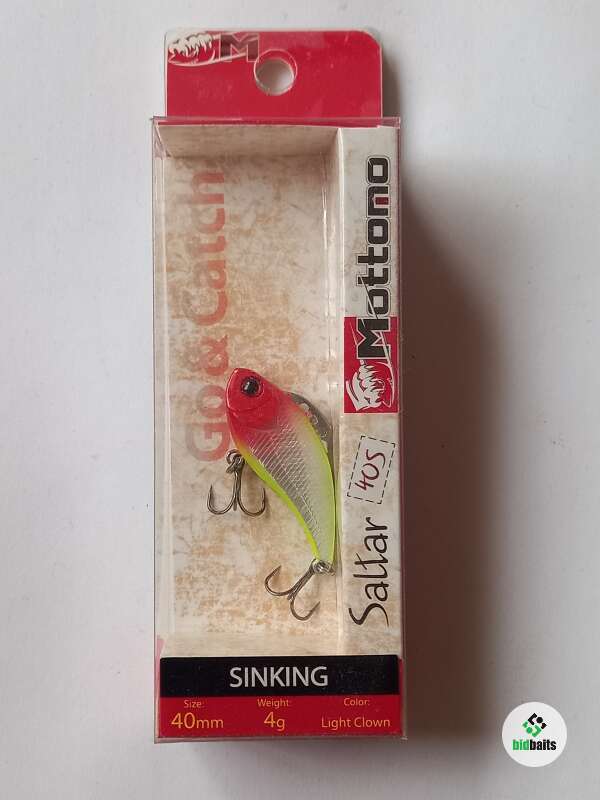 M
Go & Catch
Mottomo
Saltar 40S
SINKING
Size: Weight: Color:
40mm 4g Light Clown
bidbaits